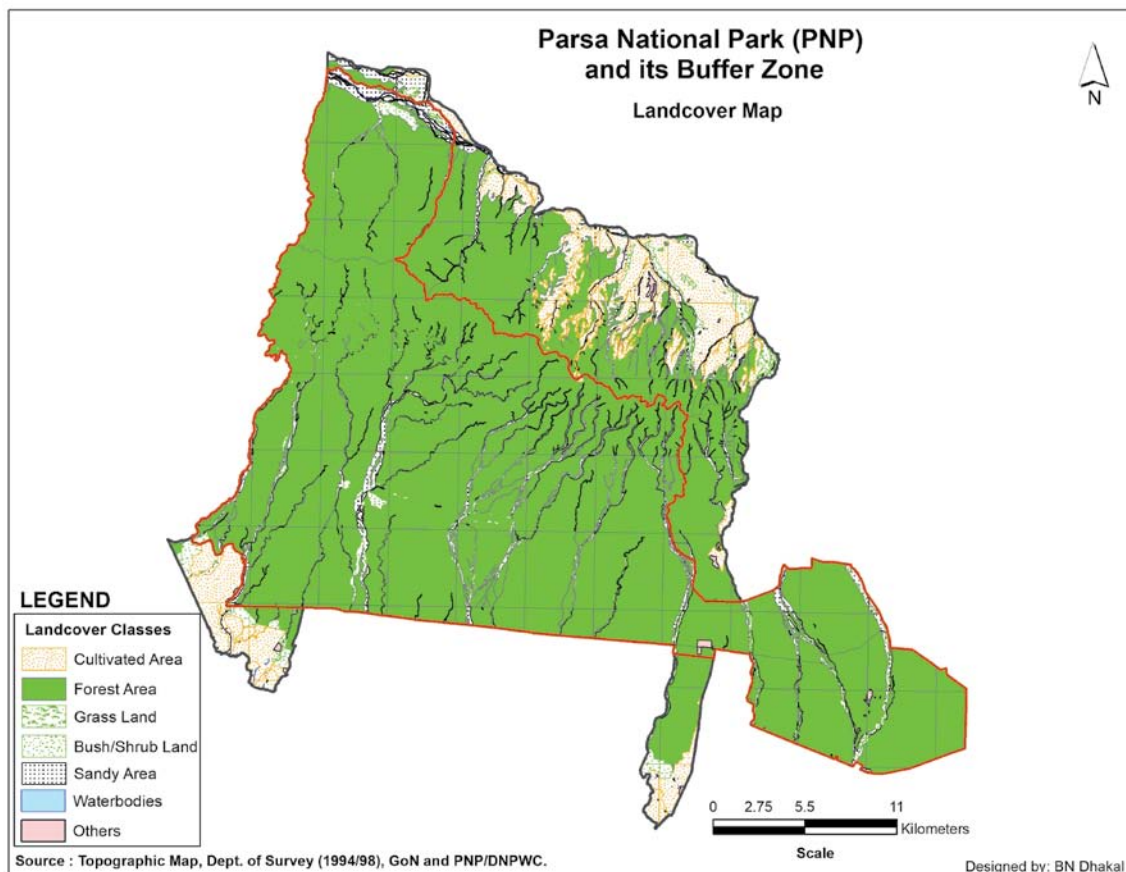 Parsa National Park (PNP)
and its Buffer Zone
Landcover Map
N
LEGEND
Landcover Classes
Cultivated Area
Forest Area
Grass Land
Bush/Shrub Land
Sandy Area
Waterbodies
Others
0 2.75 5.5 11
Kilometers
Scale
Source : Topographic Map, Dept. of Survey (1994/98), GoN and PNP/DNPWC.
Designed by: BN Dhakal